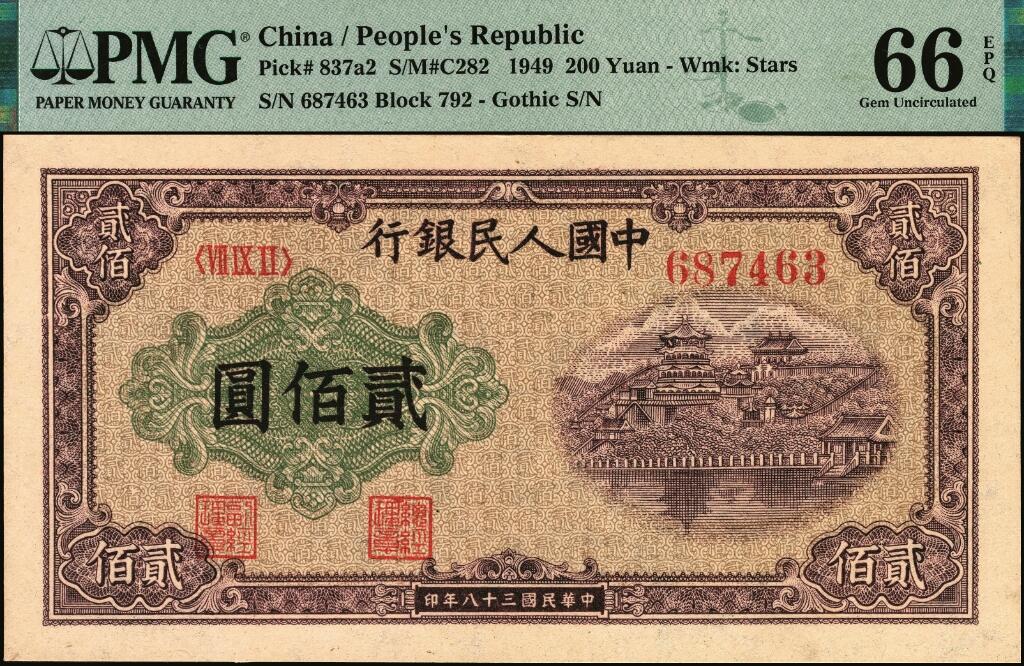 PMG®
PAPER MONEY GUARANTY
China / People's Republic
Pick# 837a2 S/M#C282 1949 200 Yuan - Wmk: Stars
S/N 687463 Block 792 - Gothic S/N
66
EPQ
Gem Uncirculated
貳佰
貳佰
中國人民銀行
〈VII IX II〉
687463
貳佰圓
貳佰
貳佰
中華民國三十八年印